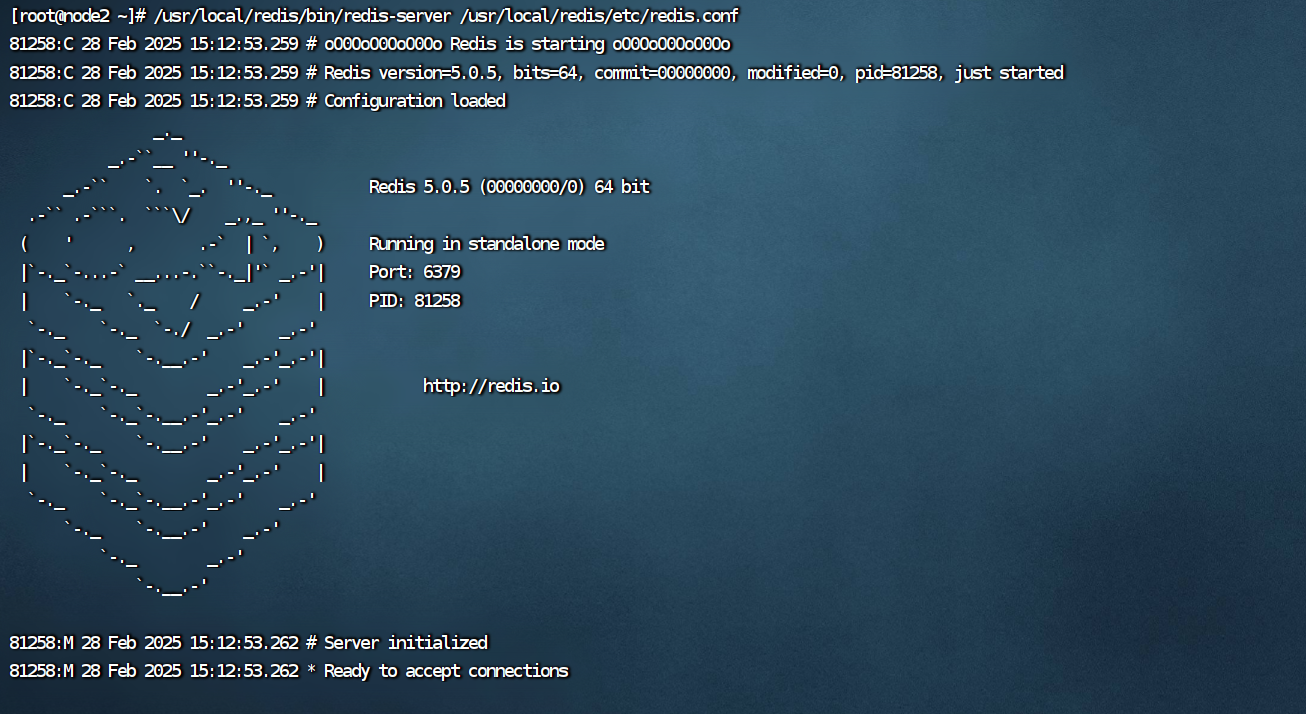 [root@node2 ~]# /usr/local/redis/bin/redis-server /usr/local/redis/etc/redis.conf
81258:C 28 Feb 2025 15:12:53.259 # oO0OoO0OoO0Oo Redis is starting oO0OoO0OoO0Oo
81258:C 28 Feb 2025 15:12:53.259 # Redis version=5.0.5, bits=64, commit=00000000, modified=0, pid=81258, just started
81258:C 28 Feb 2025 15:12:53.259 # Configuration loaded
Redis 5.0.5 (00000000/0) 64 bit
Running in standalone mode
Port: 6379
PID: 81258
http://redis.io
81258:M 28 Feb 2025 15:12:53.262 # Server initialized
81258:M 28 Feb 2025 15:12:53.262 * Ready to accept connections